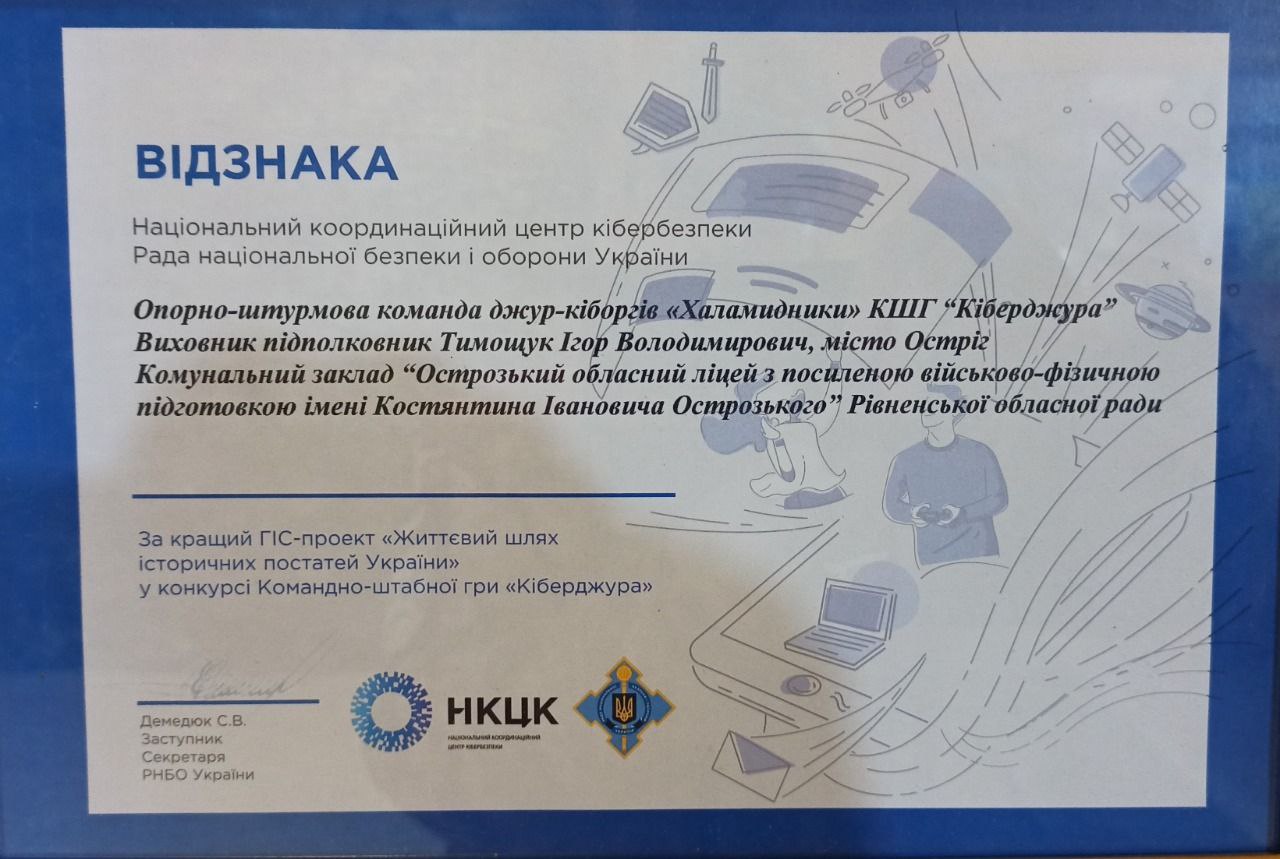 ВІДЗНАКА
Національний координаційний центр кібербезпеки
Рада національної безпеки і оборони України
Опорно-штурмова команда джур-кіборгів «Халамидники» КШГ “Кіберджура”
Виховник підполковник Тимощук Ігор Володимирович, місто Остріг
Комунальний заклад “Острозький обласний ліцей з посиленою військово-фізичною
підготовкою імені Костянтина Івановича Острозького” Рівненської обласної ради
За кращий ГІС-проект «Життєвий шлях
історичних постатей України»
у конкурсі Командно-штабної гри «Кіберджура»
Демедюк С.В.
Заступник
Секретаря
РНБО України
НКЦК
НАЦІОНАЛЬНИЙ КООРДИНАЦІЙНИЙ
ЦЕНТР КІБЕРБЕЗПЕКИ